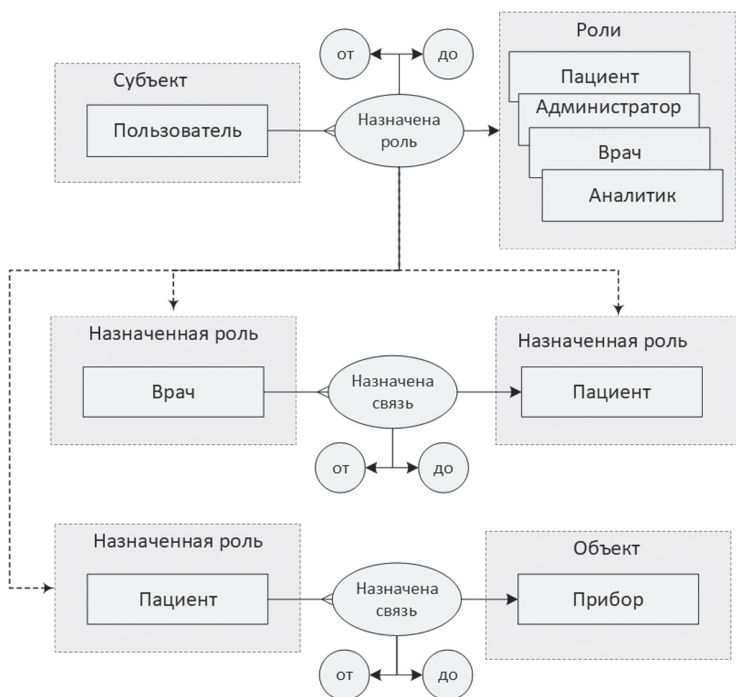 Роли
от
до
Субъект
Пациент
Администратор
Пользователь
Назначена
роль
Врач
Аналитик
Назначенная роль
Назначенная роль
Врач
Назначена
связь
Пациент
от
до
Назначенная роль
Объект
Пациент
Назначена
связь
Прибор
от
до